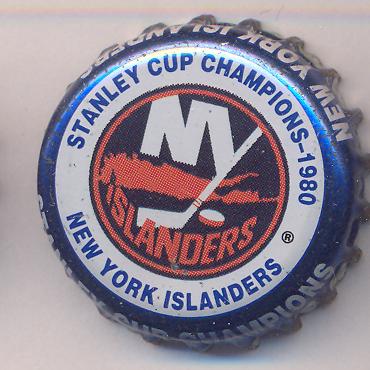 STANLEY CUP CHAMPIONS-1980
NY
ISLANDERS
NEW YORK ISLANDERS ®
NEW YORK ISLANDERS
STANLEY CUP CHAMPIONS